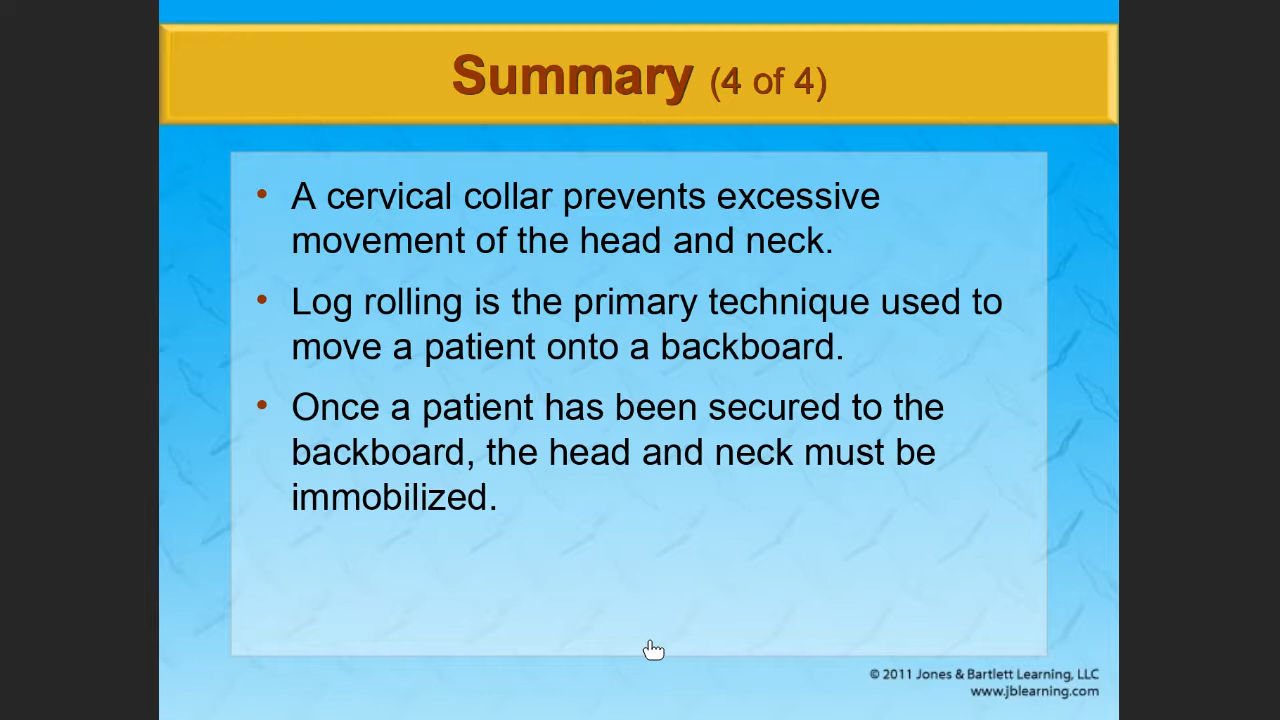 Summary (4 of 4)
• A cervical collar prevents excessive
movement of the head and neck.
• Log rolling is the primary technique used to
move a patient onto a backboard.
• Once a patient has been secured to the
backboard, the head and neck must be
immobilized.
© 2011 Jones & Bartlett Learning, LLC
www.jblearning.com